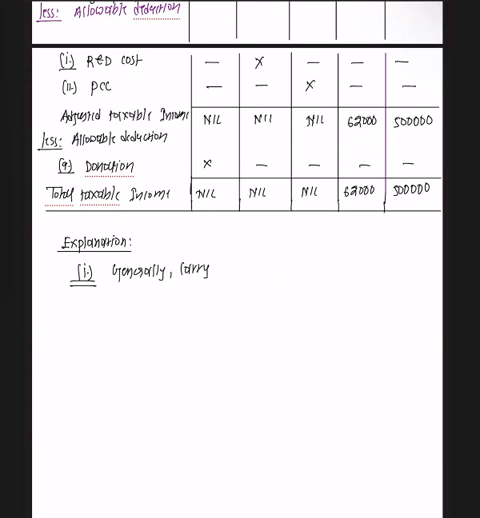 less: Allowable deduction
(i.) R&D cost — X — — —
(ii.) PCC — — X — —
Adjusted taxable Income NIL NIL NIL 62000 500000
less: Allowable deduction
(a) Donation X — — — —
Total taxable Income NIL NIL NIL 62000 500000
Explanation:
(i.) Generally, Carry